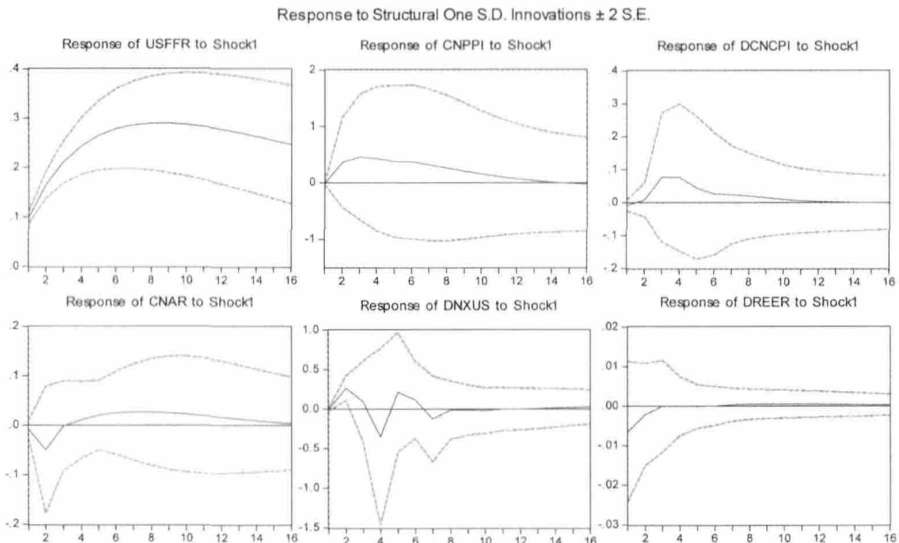 Response to Structural One S.D. Innovations ± 2 S.E.
Response of USFFR to Shock1
.4
.3
.2
.1
.0
2 4 6 8 10 12 14 16
Response of CNPPI to Shock1
2
1
0
-1
2 4 6 8 10 12 14 16
Response of DCNCPI to Shock1
.4
.3
.2
.1
.0
-.1
-.2
2 4 6 8 10 12 14 16
Response of CNAR to Shock1
.2
.1
.0
-.1
-.2
2 4 6 8 10 12 14 16
Response of DNXUS to Shock1
1.0
0.5
0.0
-0.5
-1.0
-1.5
2 4 6 8 10 12 14 16
Response of DREER to Shock1
.02
.01
.00
-.01
-.02
-.03
2 4 6 8 10 12 14 16